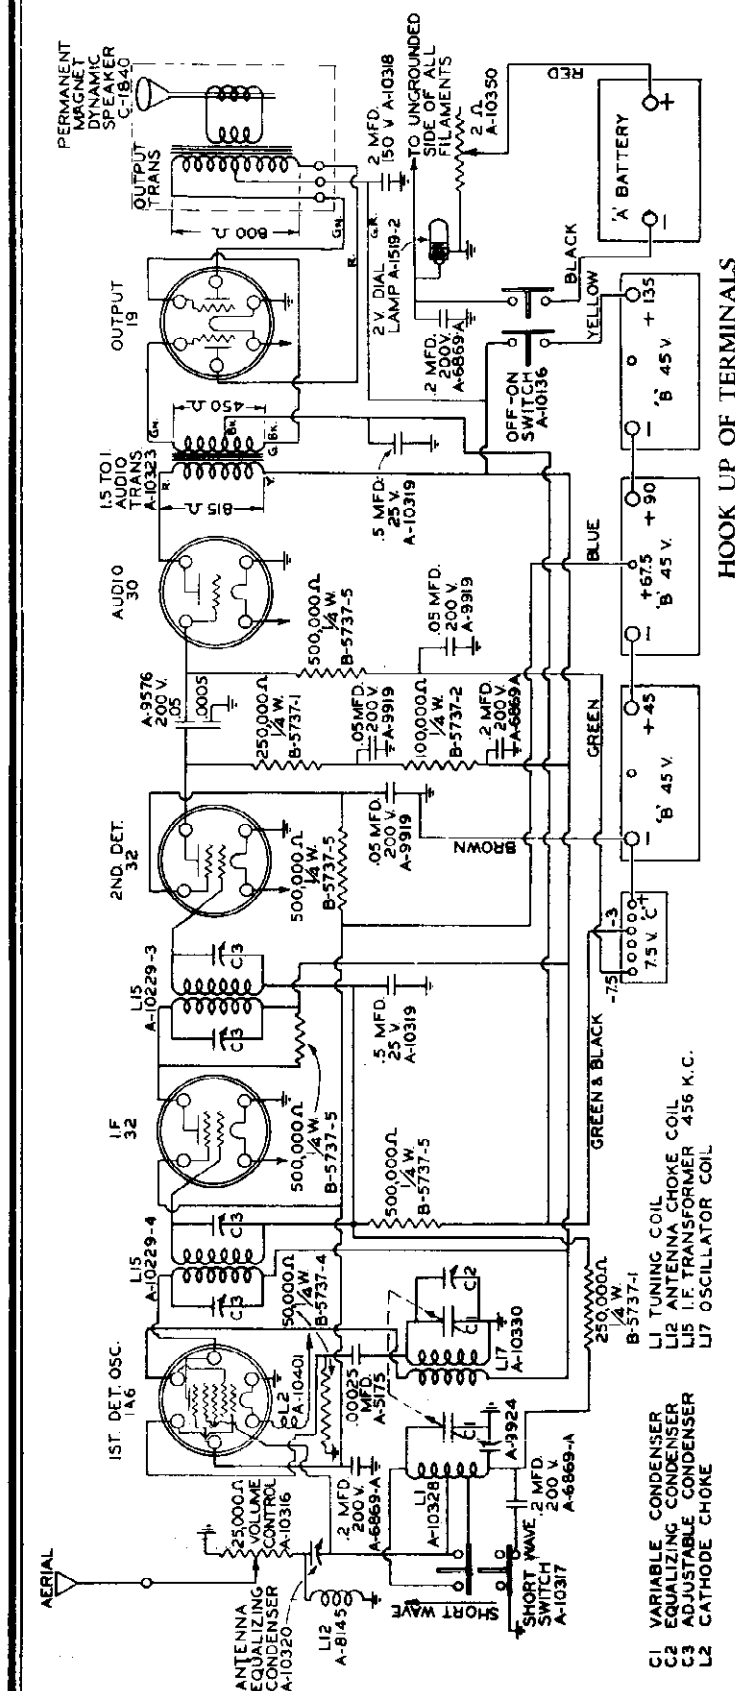 AERIAL
ANTENNA
EQUALIZING
CONDENSER
A-10320
25,000Ω
VOLUME
CONTROL
A-10316
L12
A-8145
1ST. DET. OSC.
1A6
L2
A-10401
.2 MFD.
200 V.
A-6869-A
50,000Ω
1/4 W.
B-5737-4
.00025
MFD.
A-5175
L1
A-10328
C1
A-9924
C1
C2
L17
A-10330
SHORT WAVE
SHORT WAVE
SWITCH
A-10317
.2 MFD.
200 V.
A-6869-A
250,000Ω
1/4 W.
B-5737-1
L15
A-10229-4
C3
C3
I.F
32
500,000Ω
1/4 W.
B-5737-5
500,000Ω
1/4 W.
B-5737-5
L15
A-10229-3
C3
C3
.5 MFD.
25 V.
A-10319
2ND. DET.
32
500,000Ω
1/4 W.
B-5737-5
.05 MFD.
200 V.
A-9919
A-9576
200 V.
.05
.0005
250,000Ω
1/4 W.
B-5737-1
.05 MFD.
200 V.
A-9919
100,000Ω
1/4 W.
B-5737-2
.2 MFD.
200 V.
A-6869-A
AUDIO
30
500,000Ω
1/4 W.
B-5737-5
.05 MFD.
200 V.
A-9919
1.5 TO 1.
AUDIO
TRANS
A-10323
R.
815Ω
Y.
GN.
450Ω
BK.
G. BK.
.5 MFD.
25 V.
A-10319
OUTPUT
19
OUTPUT
TRANS
800 Ω
GN.
G.R.
R.
PERMANENT
MAGNET
DYNAMIC
SPEAKER
C-1840
.2 MFD.
150 V A-10318
2 V. DIAL
LAMP A-1519-2
TO UNGROUNDED
SIDE OF ALL
FILAMENTS
2 Ω
A-10350
.2 MFD.
200V.
A-6869-A
OFF-ON
SWITCH
A-10136
BLACK
YELLOW
RED
BLUE
GREEN
BROWN
GREEN & BLACK
-7.5
-3
+
7.5 V. 'C'
-
+45
'B' 45 V.
-
+67.5
+90
'B' 45 V.
-
+135
'B' 45 V.
-
+
'A' BATTERY
HOOK UP OF TERMINALS
C1 VARIABLE CONDENSER
C2 EQUALIZING CONDENSER
C3 ADJUSTABLE CONDENSER
L2 CATHODE CHOKE
L1 TUNING COIL
L12 ANTENNA CHOKE COIL
L15 I.F. TRANSFORMER 456 K.C.
L17 OSCILLATOR COIL